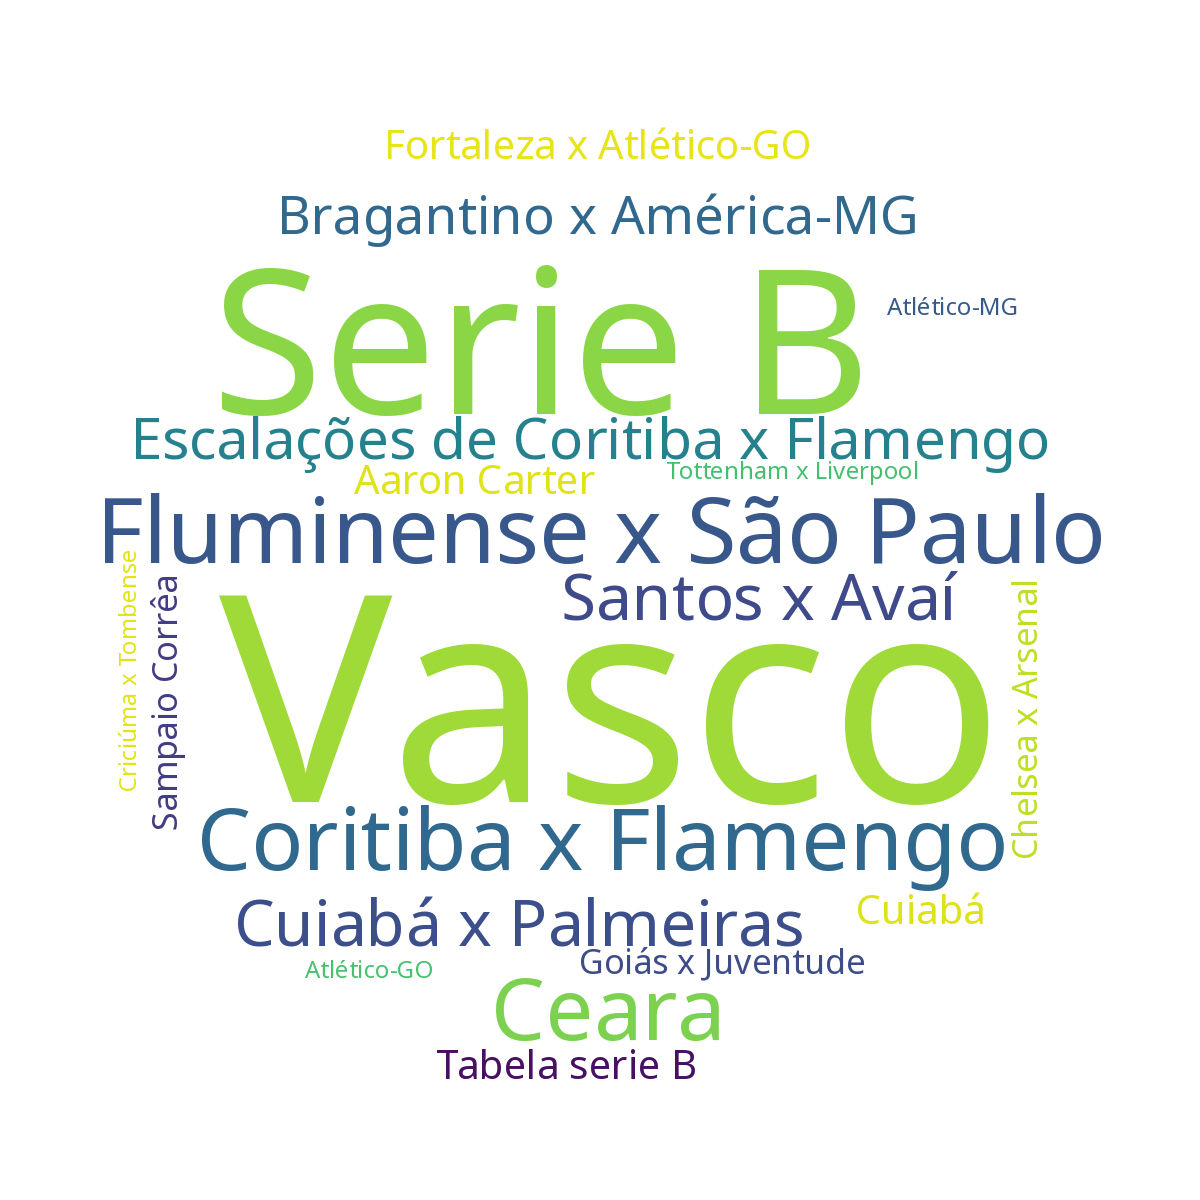 Fortaleza x Atlético-GO
Bragantino x América-MG
Serie B
Atlético-MG
Escalações de Coritiba x Flamengo
Aaron Carter
Tottenham x Liverpool
Fluminense x São Paulo
Santos x Avaí
Vasco
Criciúma x Tombense
Sampaio Corrêa
Chelsea x Arsenal
Coritiba x Flamengo
Cuiabá x Palmeiras
Cuiabá
Goiás x Juventude
Atlético-GO
Ceara
Tabela serie B